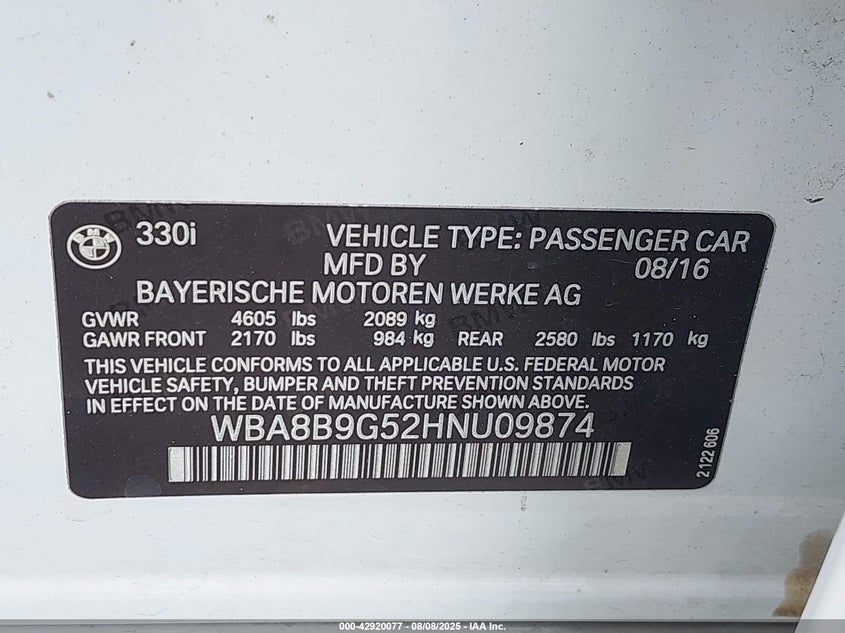 330i
VEHICLE TYPE: PASSENGER CAR
MFD BY 08/16
BAYERISCHE MOTOREN WERKE AG
GVWR 4605 lbs 2089 kg
GAWR FRONT 2170 lbs 984 kg REAR 2580 lbs 1170 kg
THIS VEHICLE CONFORMS TO ALL APPLICABLE U.S. FEDERAL MOTOR
VEHICLE SAFETY, BUMPER AND THEFT PREVENTION STANDARDS
IN EFFECT ON THE DATE OF MANUFACTURE SHOWN ABOVE.
WBA8B9G52HNU09874
2 122 606
000-42920077 - 08/08/2025 - IAA Inc.